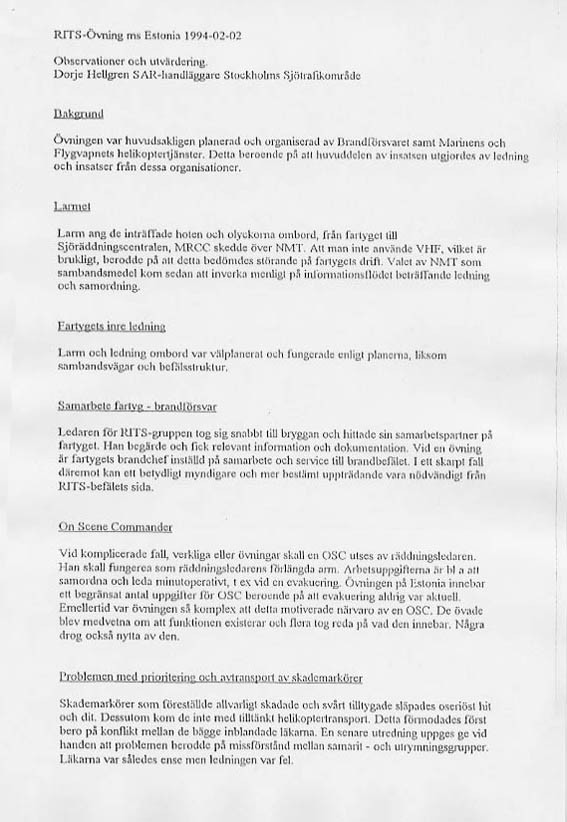 RITS-Övning ms Estonia 1994-02-02
Observationer och utvärdering.
Dorje Hellgren SAR-handläggare Stockholms Sjötrafikområde
Bakgrund
Övningen var huvudsakligen planerad och organiserad av Brandförsvaret samt Marinens och
Flygvapnets helikoptertjänster. Detta beroende på att huvuddelen av insatsen utgjordes av ledning
och insatser från dessa organisationer.
Larmet
Larm ang de inträffade hoten och olyckorna ombord, från fartyget till
Sjöräddningscentralen, MRCC skedde över NMT. Att man inte använde VHF, vilket är
brukligt, berodde på att detta bedömdes störande på fartygets drift. Valet av NMT som
sambandsmedel kom sedan att inverka menligt på informationsflödet beträffande ledning
och samordning.
Fartygets inre ledning
Larm och ledning ombord var välplanerat och fungerade enligt planerna, liksom
sambandsvägar och befälsstruktur.
Samarbete fartyg - brandförsvar
Ledaren för RITS-gruppen tog sig snabbt till bryggan och hittade sin samarbetspartner på
fartyget. Han begärde och fick relevant information och dokumentation. Vid en övning
är fartygets brandchef inställd på samarbete och service till brandbefälet. I ett skarpt fall
däremot kan ett betydligt myndigare och mer bestämt uppträdande vara nödvändigt från
RITS-befälets sida.
On Scene Commander
Vid komplicerade fall, verkliga eller övningar skall en OSC utses av räddningsledaren.
Han skall fungerea som räddningsledarens förlängda arm. Arbetsuppgifterna är bl a att
samordna och leda minutoperativt, t ex vid en evakuering. Övningen på Estonia innebar
ett begränsat antal uppgifter för OSC beroende på att evakuering aldrig var aktuell.
Emellertid var övningen så komplex att detta motiverade närvaro av en OSC. De övade
blev medvetna om att funktionen existerar och flera tog reda på vad den innebar. Några
drog också nytta av den.
Problemen med prioritering och avtransport av skademarkörer
Skademarkörer som föreställde allvarligt skadade och svårt tilltygade släpades oseriöst hit
och dit. Dessutom kom de inte med tilltänkt helikoptertransport. Detta förmodades först
bero på konflikt mellan de bägge inblandade läkarna. En senare utredning uppges ge vid
handen att problemen berodde på missförstånd mellan samarit - och utrymningsgrupper.
Läkarna var således ense men ledningen var fel.